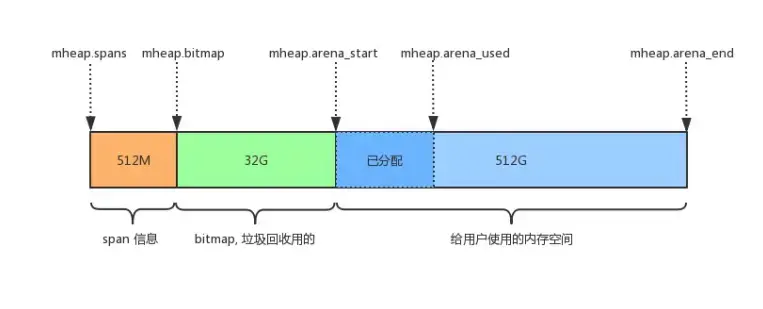 mheap.spans mheap.bitmap mheap.arena_start mheap.arena_used mheap.arena_end
512M 32G 已分配 512G
span 信息 bitmap, 垃圾回收用的 给用户使用的内存空间